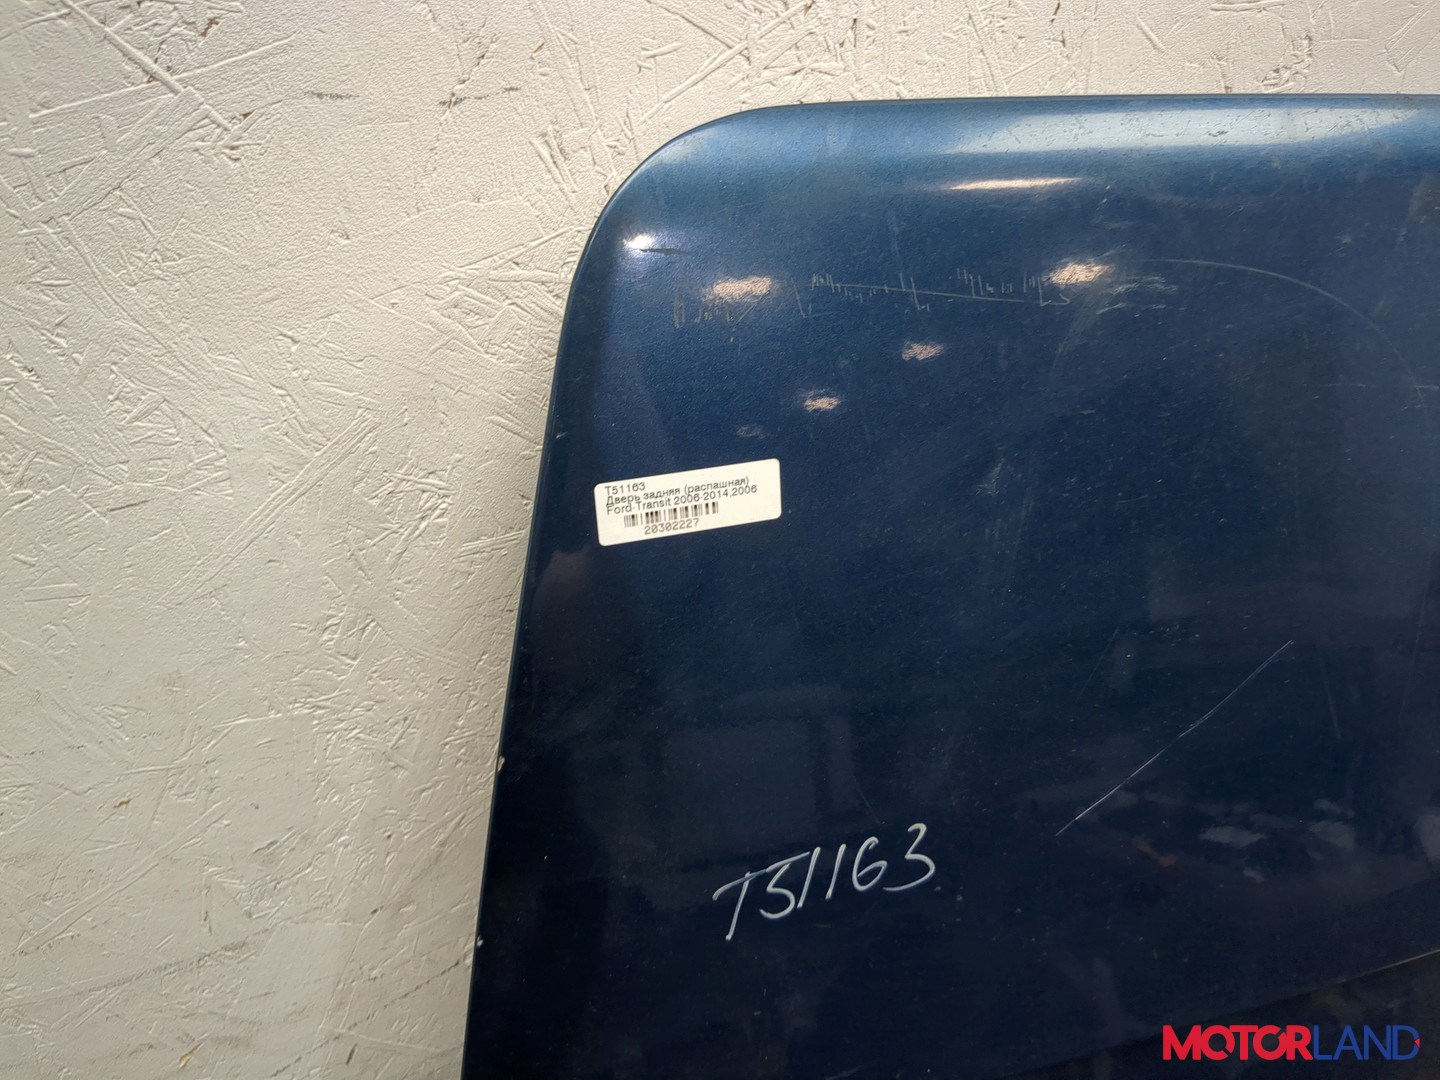 T51163
Дверь задняя (распашная)
Ford Transit 2006-2014,2006
20302227
T51163
MOTORLAND